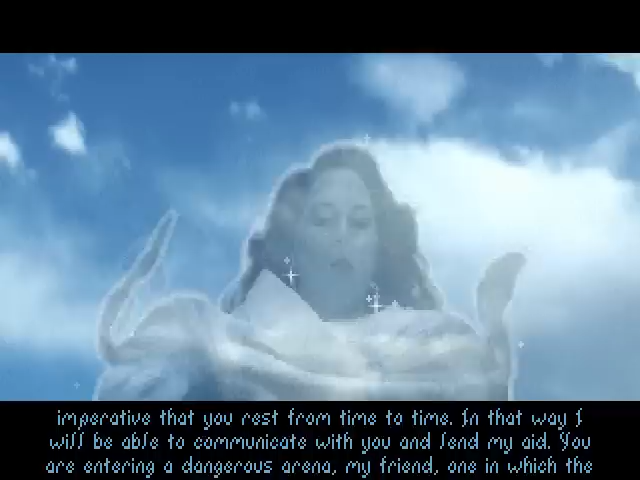 imperative that you rest from time to time. In that way I
will be able to communicate with you and lend my aid. You
are entering a dangerous arena, my friend, one in which the